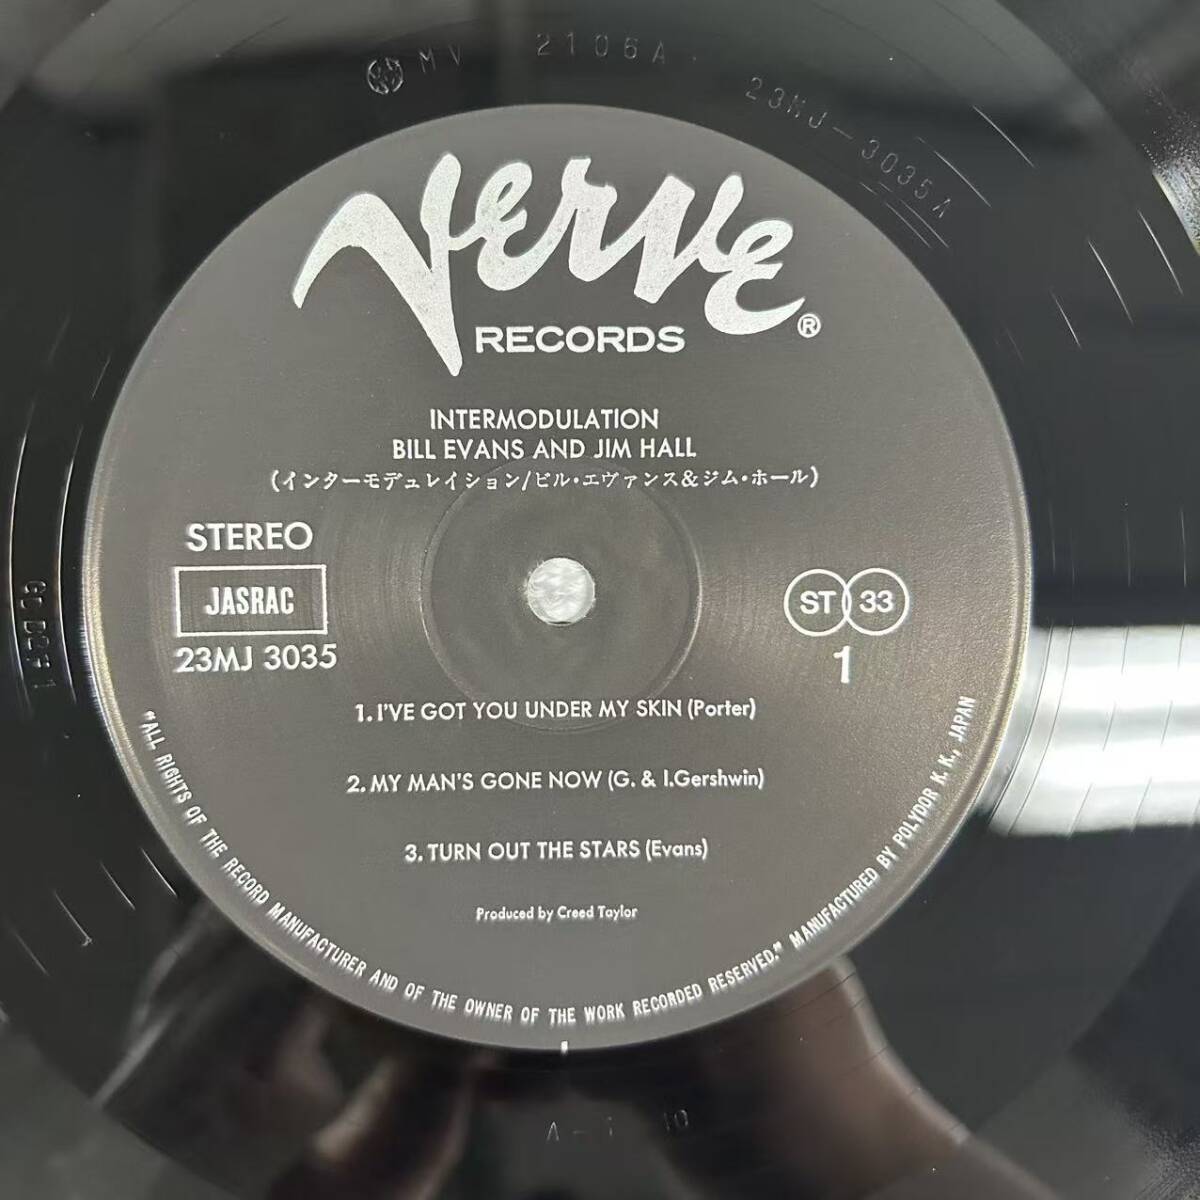 MV 2106A · 23MJ-3035A
Verve
RECORDS®
INTERMODULATION
BILL EVANS AND JIM HALL
(インターモデュレイション/ビル・エヴァンス&ジム・ホール)
STEREO
JASRAC
23MJ 3035
ST 33
1
1. I'VE GOT YOU UNDER MY SKIN (Porter)
2. MY MAN'S GONE NOW (G. & I.Gershwin)
3. TURN OUT THE STARS (Evans)
Produced by Creed Taylor
"ALL RIGHTS OF THE RECORD MANUFACTURER AND OF THE OWNER OF THE WORK RECORDED RESERVED." MANUFACTURED BY POLYDOR K. K., JAPAN